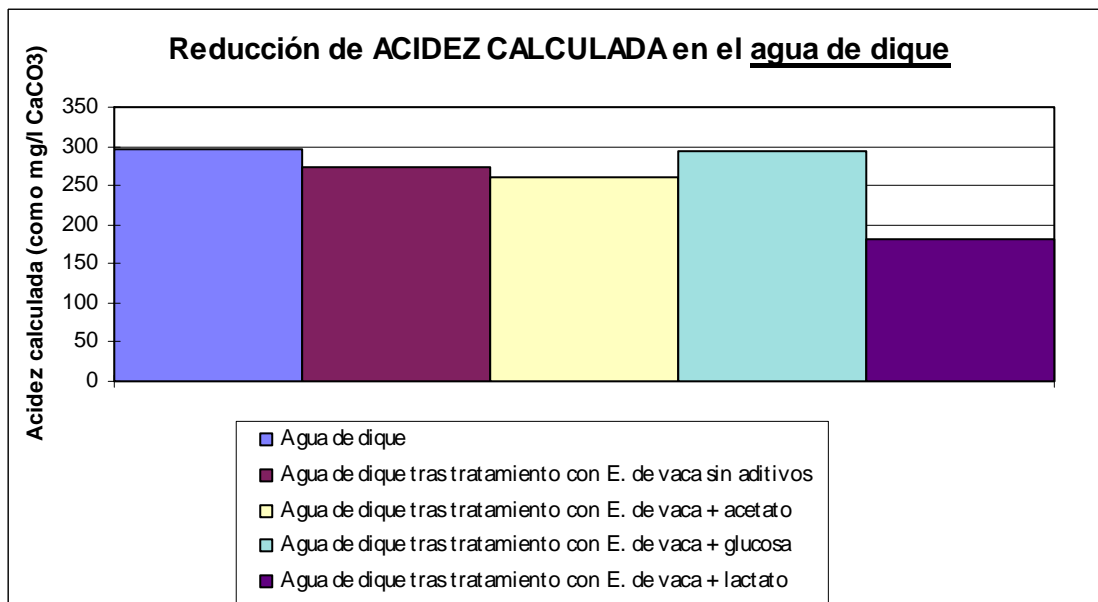 Reducción de ACIDEZ CALCULADA en el agua de dique
Acidez calculada (como mg/l CaCO3)
350
300
250
200
150
100
50
0
Agua de dique
Agua de dique tras tratamiento con E. de vaca sin aditivos
Agua de dique tras tratamiento con E. de vaca + acetato
Agua de dique tras tratamiento con E. de vaca + glucosa
Agua de dique tras tratamiento con E. de vaca + lactato